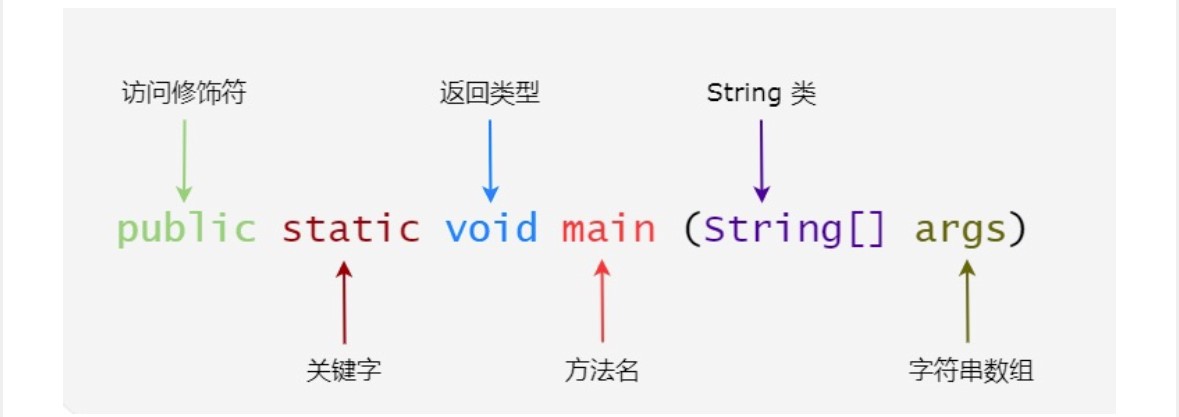 访问修饰符 返回类型 String 类
public static void main (String[] args)
关键字 方法名 字符串数组